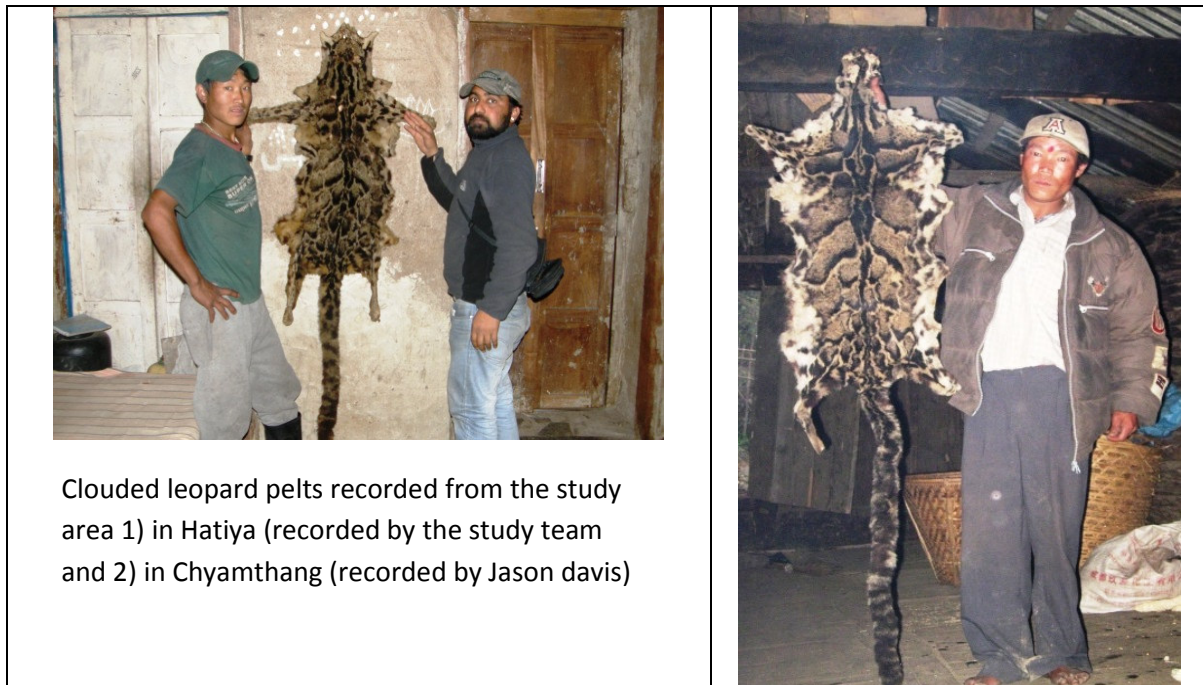 Clouded leopard pelts recorded from the study
area 1) in Hatiya (recorded by the study team
and 2) in Chyamthang (recorded by Jason davis)
A